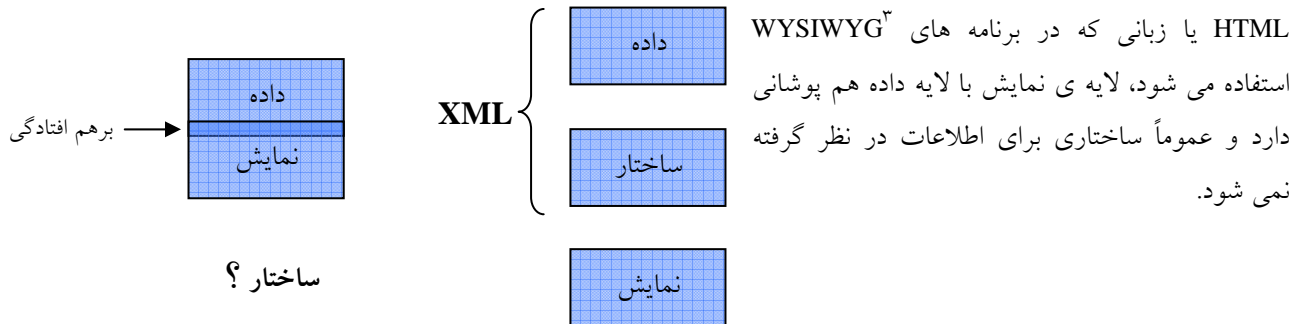 HTML یا زبانی که در برنامه های WYSIWYG۳
استفاده می شود، لایه ی نمایش با لایه داده هم پوشانی
دارد و عموماً ساختاری برای اطلاعات در نظر گرفته
نمی شود.
XML
داده
ساختار
نمایش
داده
نمایش
برهم افتادگی
ساختار ؟